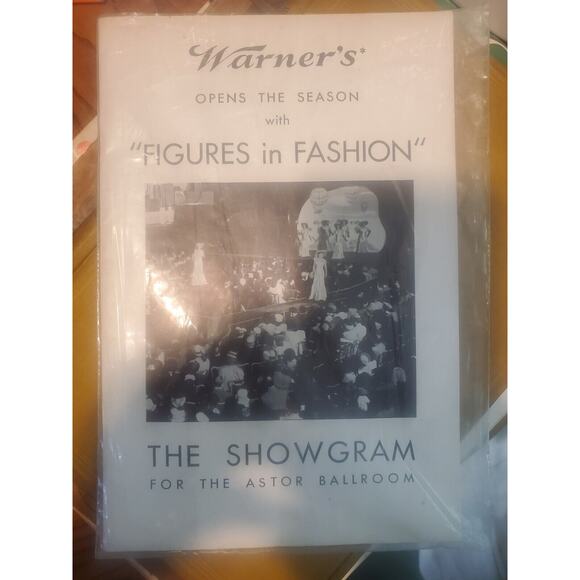 Warner's*
OPENS THE SEASON
with
"FIGURES in FASHION"
THE SHOWGRAM
FOR THE ASTOR BALLROOM